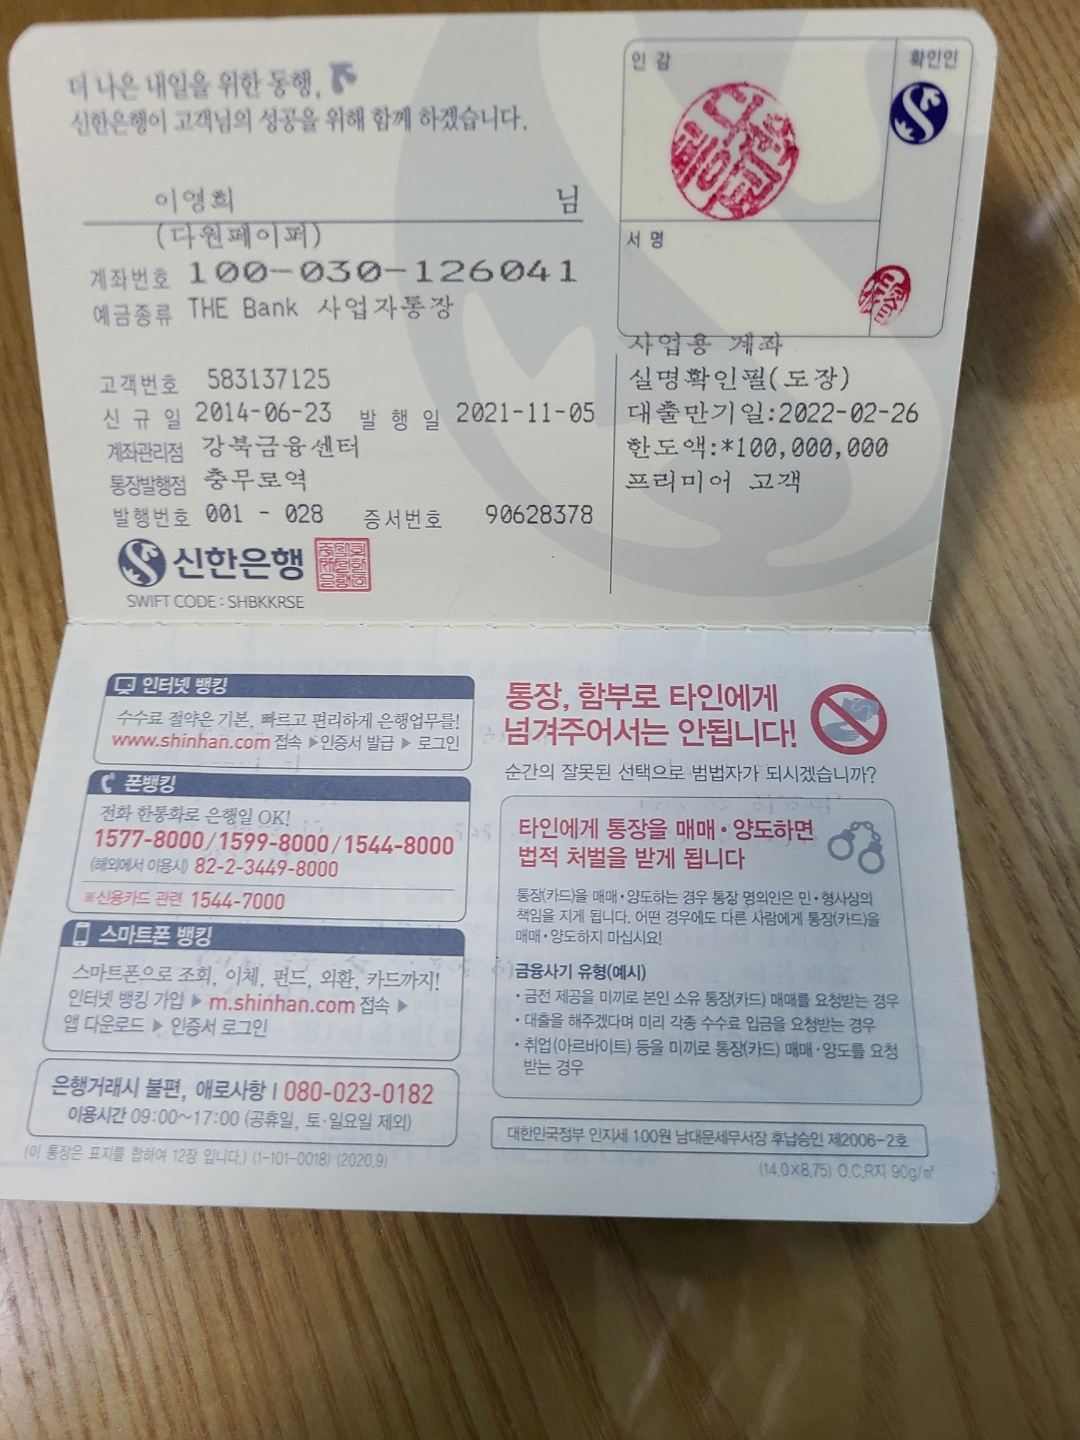 더 나은 내일을 위한 동행,
신한은행이 고객님의 성공을 위해 함께 하겠습니다.
이영희 님
(다원페이퍼)
계좌번호 100-030-126041
예금종류 THE Bank 사업자통장
고객번호 583137125
신규일 2014-06-23 발행일 2021-11-05
계좌관리점 강북금융센터
통장발행점 충무로역
발행번호 001 - 028 증서번호 90628378
신한은행
SWIFT CODE : SHBKKRSE
인 감 확인인
서 명
사업용 계좌
실명확인필(도장)
대출만기일:2022-02-26
한도액:*100,000,000
프리미어 고객
인터넷 뱅킹
수수료 절약은 기본, 빠르고 편리하게 은행업무를!
www.shinhan.com 접속 ▶인증서 발급 ▶ 로그인
폰뱅킹
전화 한통화로 은행일 OK!
1577-8000/1599-8000/1544-8000
(해외에서 이용시) 82-2-3449-8000
※신용카드 관련 1544-7000
스마트폰 뱅킹
스마트폰으로 조회, 이체, 펀드, 외환, 카드까지!
인터넷 뱅킹 가입 ▶ m.shinhan.com 접속 ▶
앱 다운로드 ▶ 인증서 로그인
은행거래시 불편, 애로사항 | 080-023-0182
이용시간 09:00~17:00 (공휴일, 토·일요일 제외)
(이 통장은 표지를 합하여 12장 입니다.) (1-101-0018) (2020.9)
통장, 함부로 타인에게
넘겨주어서는 안됩니다!
순간의 잘못된 선택으로 범법자가 되시겠습니까?
타인에게 통장을 매매·양도하면
법적 처벌을 받게 됩니다
통장(카드)을 매매·양도하는 경우 통장 명의인은 민·형사상의
책임을 지게 됩니다. 어떤 경우에도 다른 사람에게 통장(카드)을
매매·양도하지 마십시요!
금융사기 유형(예시)
· 금전 제공을 미끼로 본인 소유 통장(카드) 매매를 요청받는 경우
· 대출을 해주겠다며 미리 각종 수수료 입금을 요청받는 경우
· 취업(아르바이트) 등을 미끼로 통장(카드) 매매·양도를 요청
받는 경우
대한민국정부 인지세 100원 남대문세무서장 후납승인 제2006-2호
(14.0×8.75) O.C.R지 90g/㎡